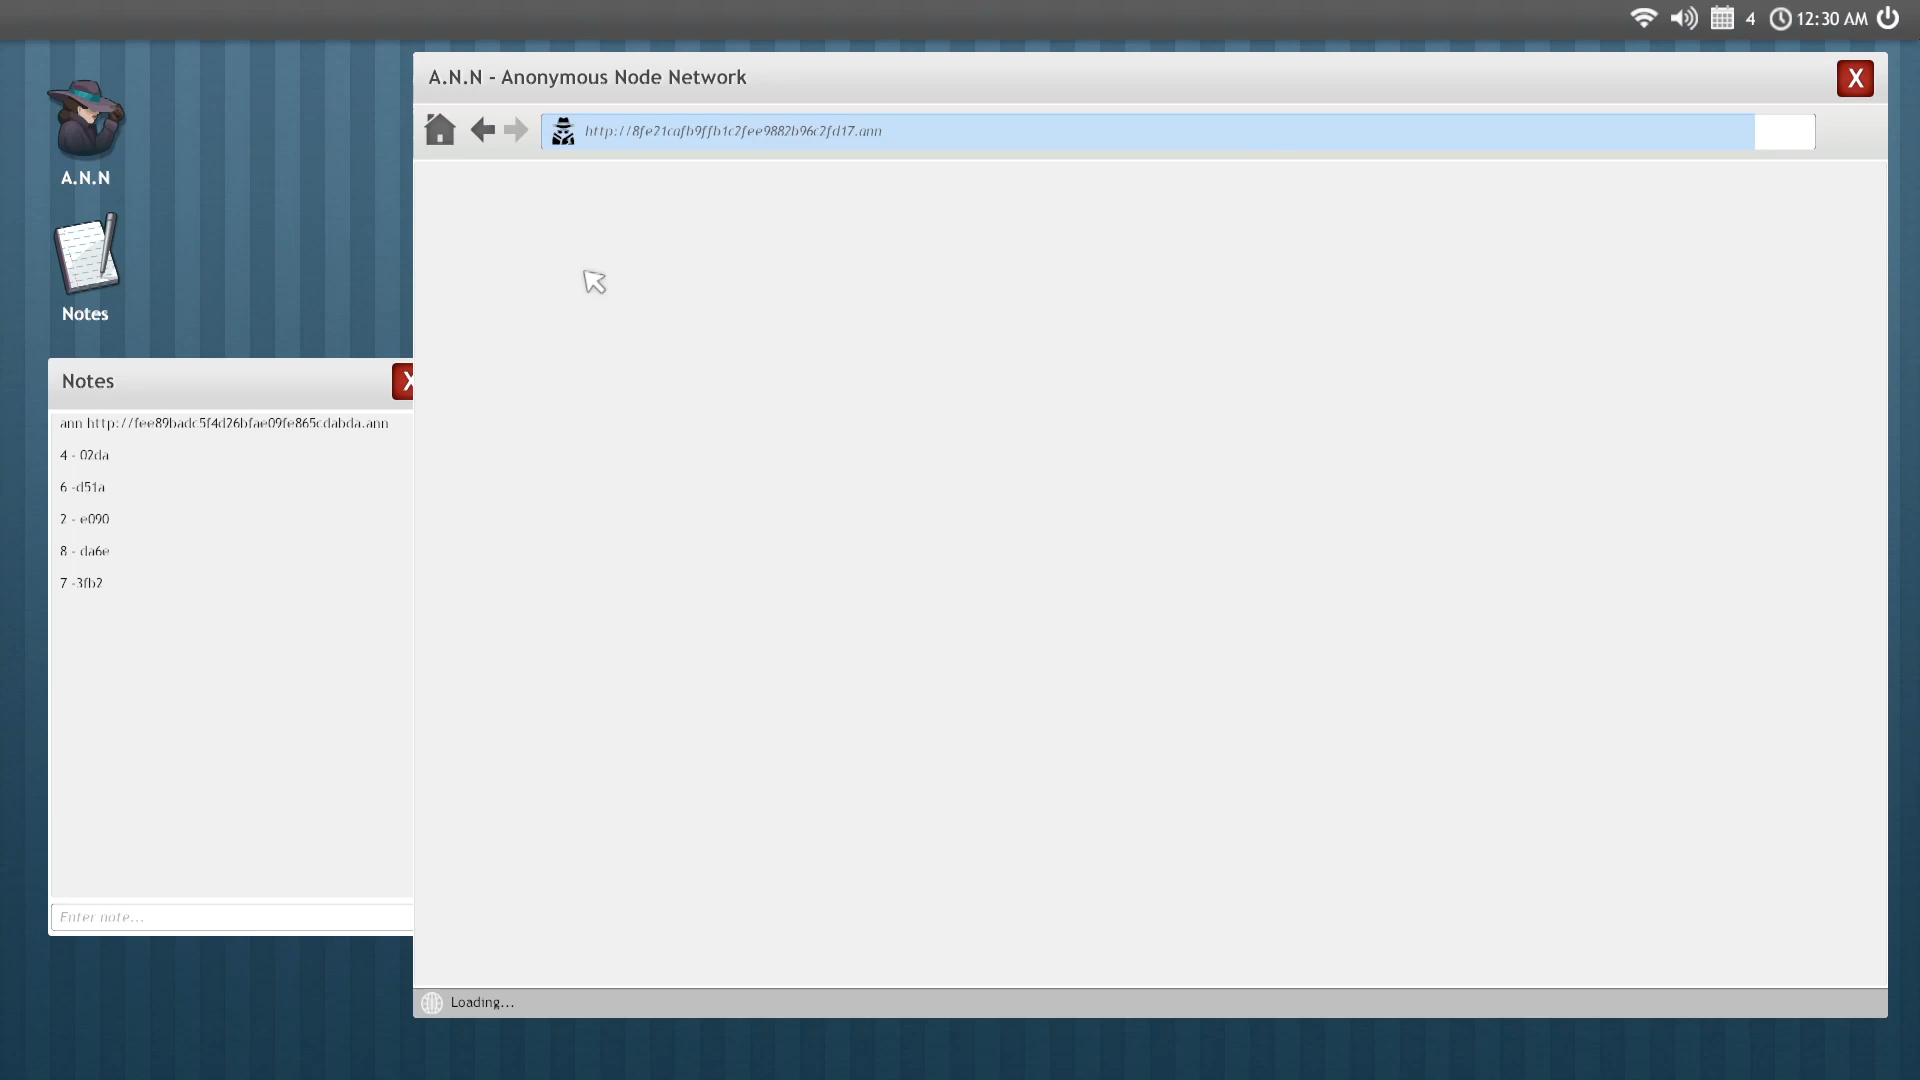 4 12:30 AM
A.N.N - Anonymous Node Network
X
http://8fe21cafb9ffb1c2fee9882b96c2fd17.ann
A.N.N
Notes
Notes
X
ann http://fee89badc5f4d26bfae09fe865cdabda.ann
4 - 02da
6 -d51a
2 - e090
8 - da6e
7 -3fb2
Enter note...
Loading...